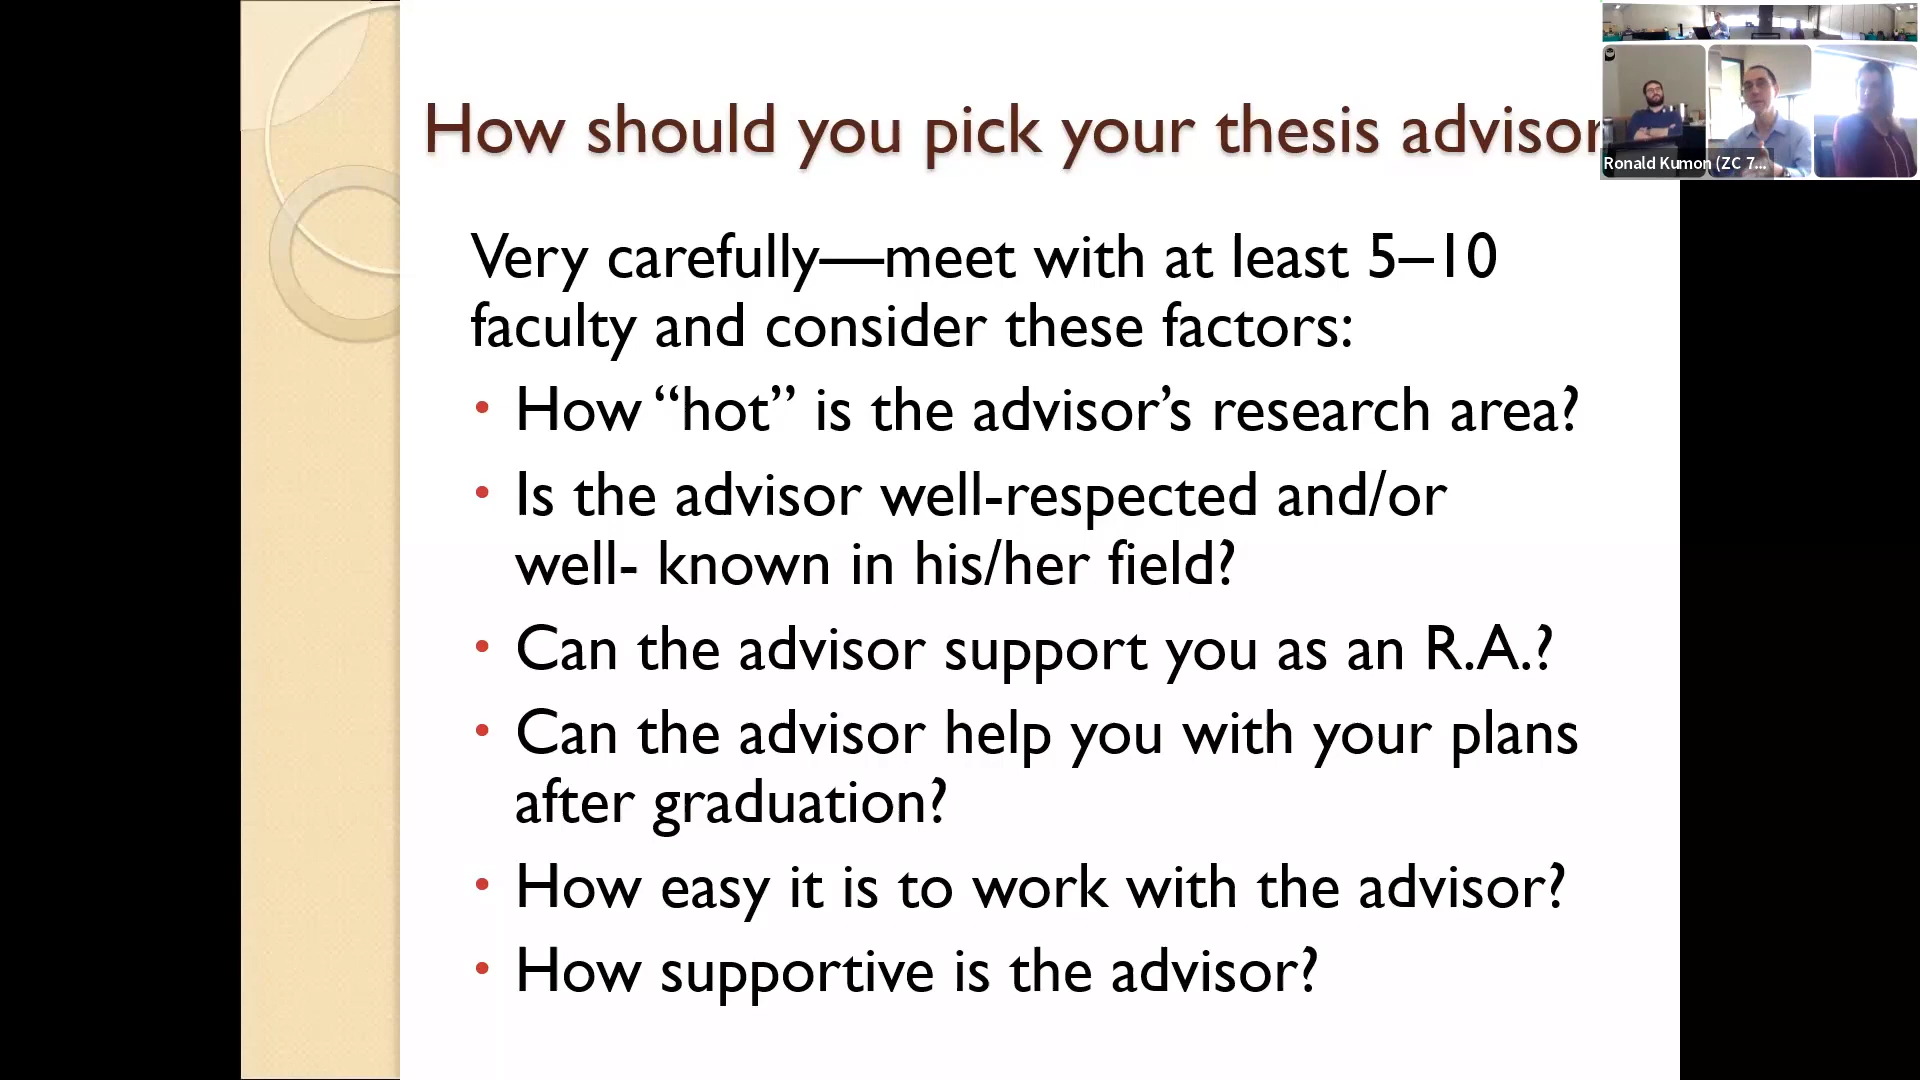 How should you pick your thesis advisor
Ronald Kumon (ZC 7...
Very carefully—meet with at least 5–10
faculty and consider these factors:
• How “hot” is the advisor’s research area?
• Is the advisor well-respected and/or
well- known in his/her field?
• Can the advisor support you as an R.A.?
• Can the advisor help you with your plans
after graduation?
• How easy it is to work with the advisor?
• How supportive is the advisor?